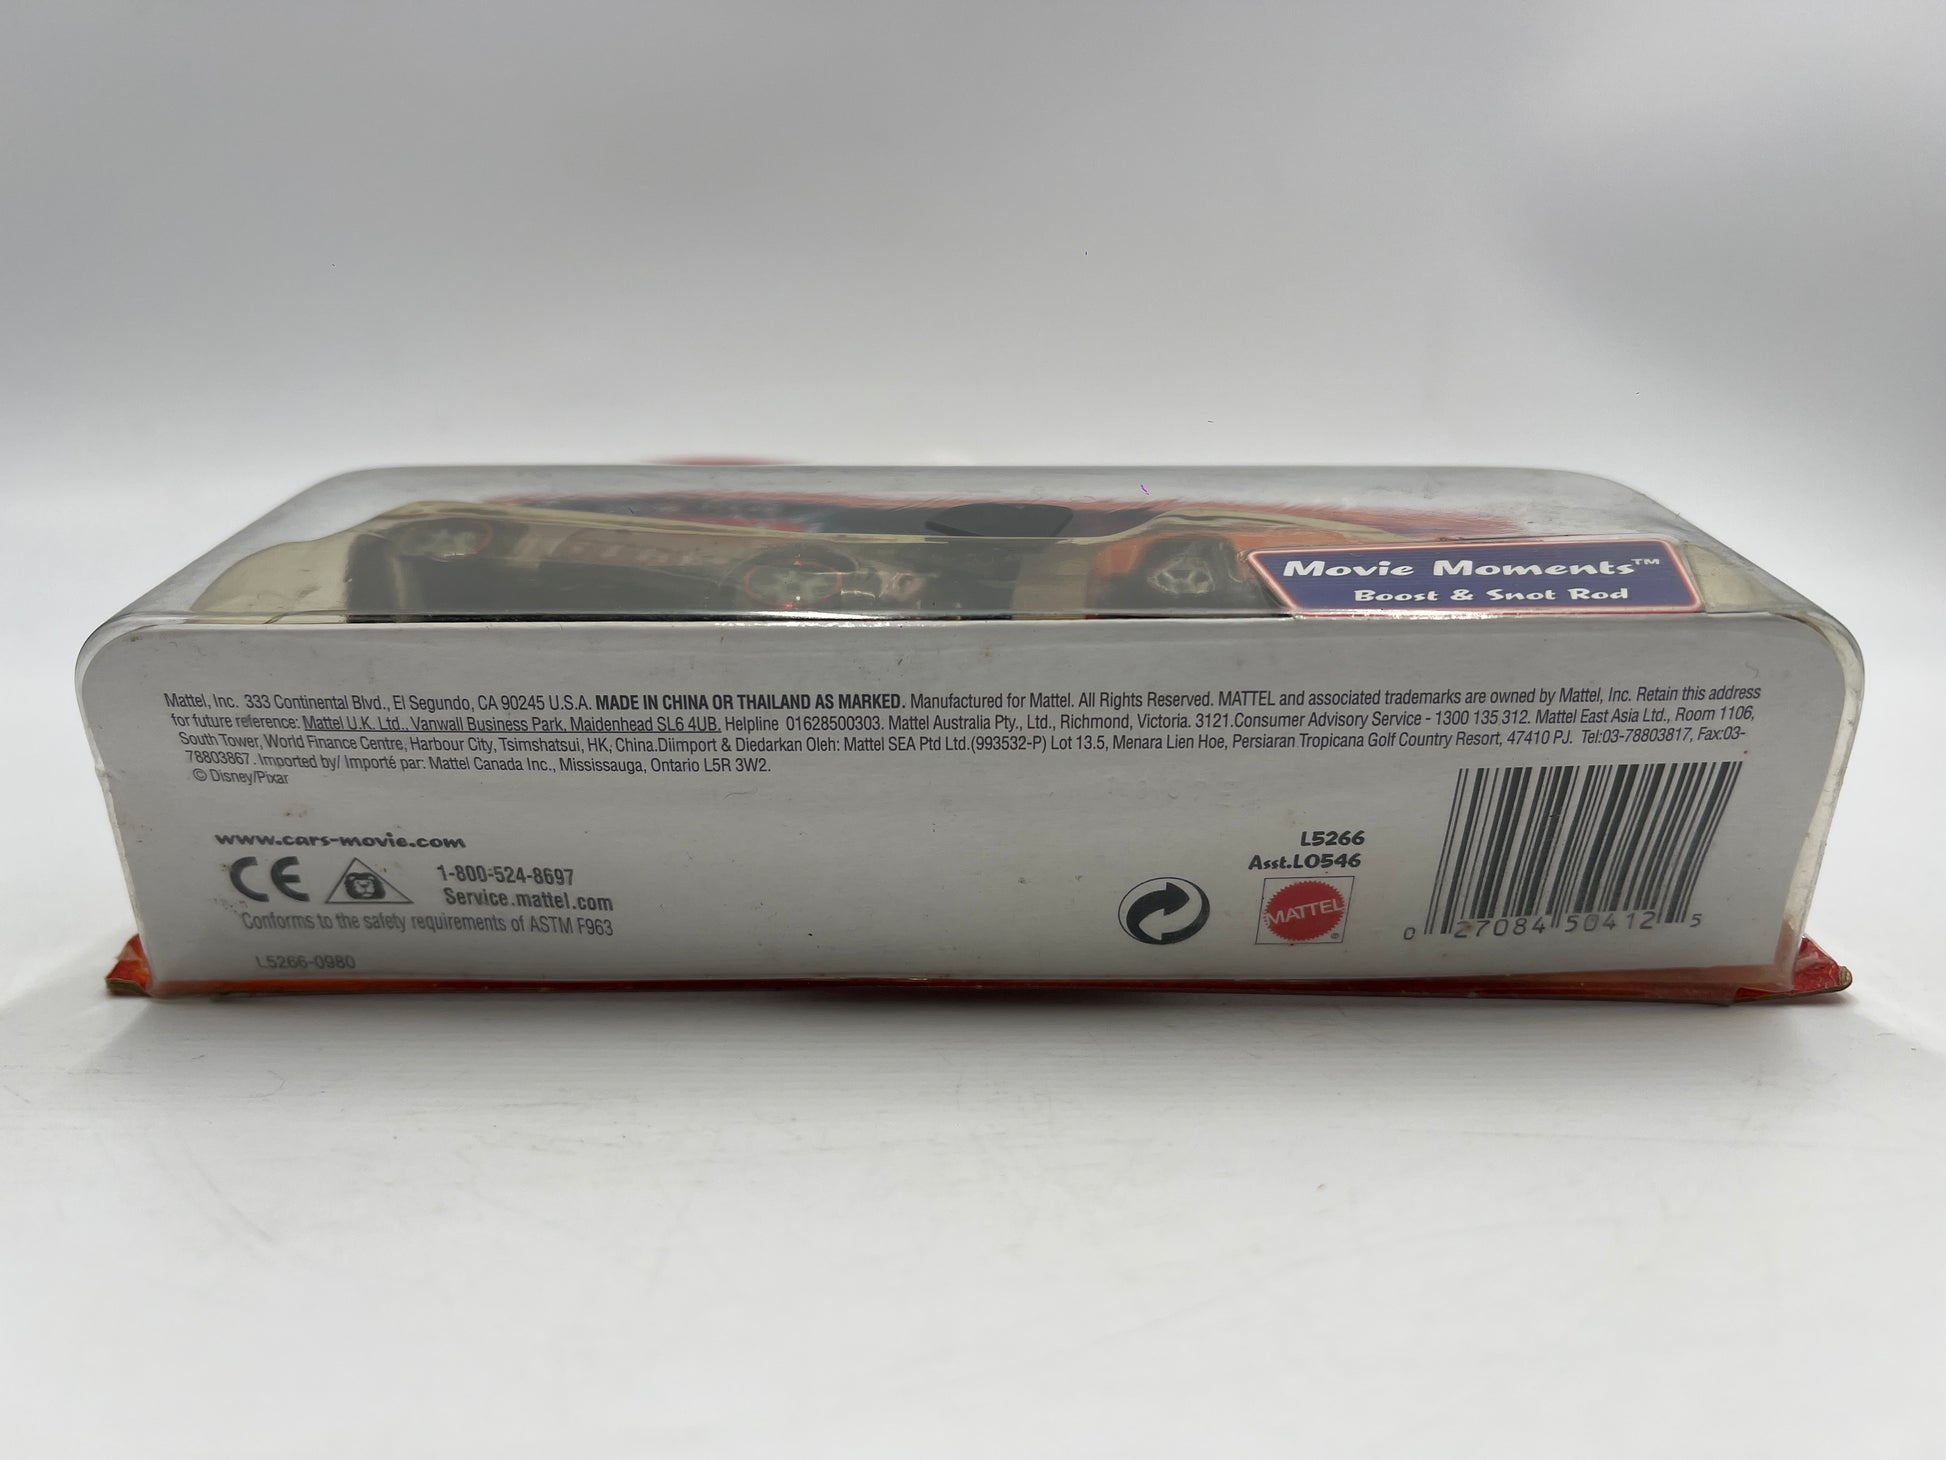 Movie Moments™
Boost & Snot Rod
Mattel, Inc. 333 Continental Blvd., El Segundo, CA 90245 U.S.A. MADE IN CHINA OR THAILAND AS MARKED. Manufactured for Mattel. All Rights Reserved. MATTEL and associated trademarks are owned by Mattel, Inc. Retain this address
for future reference: Mattel U.K. Ltd., Vanwall Business Park, Maidenhead SL6 4UB. Helpline 01628500303. Mattel Australia Pty., Ltd., Richmond, Victoria. 3121.Consumer Advisory Service - 1300 135 312. Mattel East Asia Ltd., Room 1106,
South Tower, World Finance Centre, Harbour City, Tsimshatsui, HK, China.Diimport & Diedarkan Oleh: Mattel SEA Ptd Ltd.(993532-P) Lot 13.5, Menara Lien Hoe, Persiaran Tropicana Golf Country Resort, 47410 PJ. Tel:03-78803817, Fax:03-
78803867. Imported by/ Importé par: Mattel Canada Inc., Mississauga, Ontario L5R 3W2.
© Disney/Pixar
www.cars-movie.com
CE
1-800-524-8697
Service.mattel.com
Conforms to the safety requirements of ASTM F963
L5266-0980
L5266
Asst.L0546
MATTEL®
0 27084 50412 5